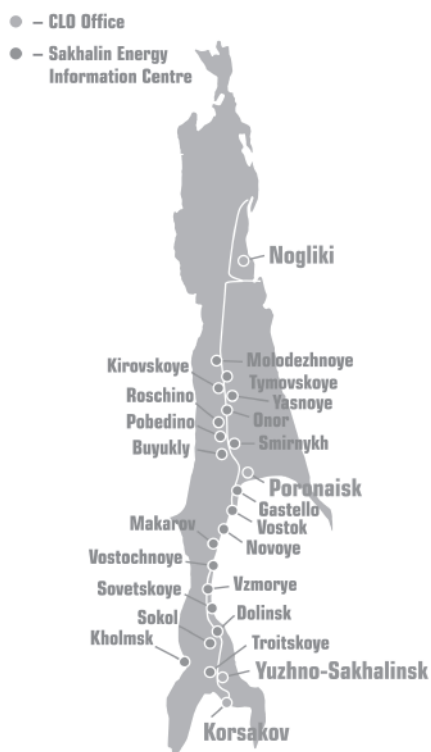 – CLO Office
– Sakhalin Energy
Information Centre
Nogliki
Molodezhnoye
Kirovskoye
Tymovskoye
Roschino
Yasnoye
Pobedino
Onor
Buyukly
Smirnykh
Poronaisk
Gastello
Vostok
Makarov
Novoye
Vostochnoye
Sovetskoye
Vzmorye
Sokol
Dolinsk
Kholmsk
Troitskoye
Yuzhno-Sakhalinsk
Korsakov